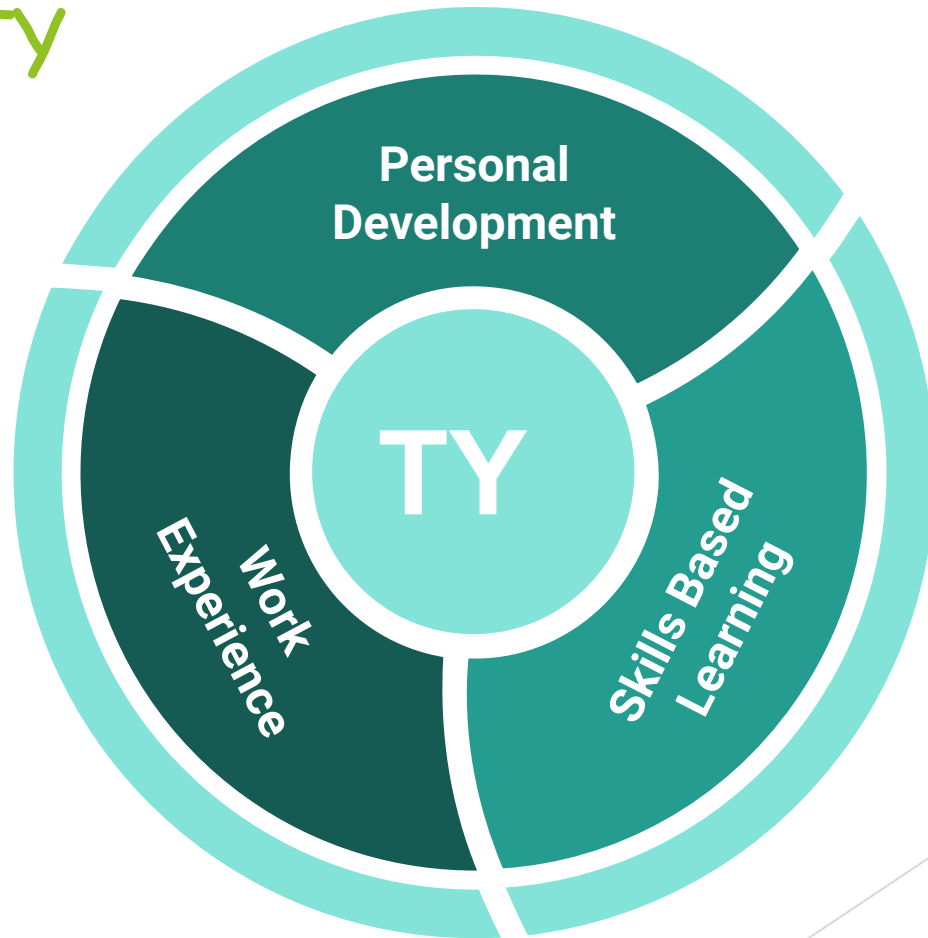 Personal
Development
TY
Work
Experience
Skills Based
Learning